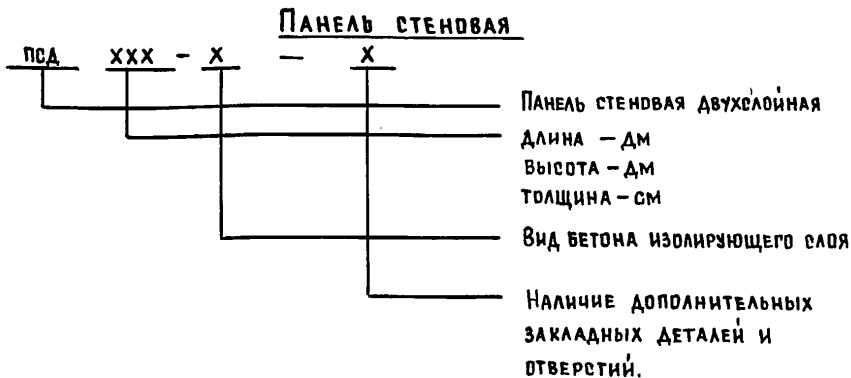 Панель стеновая
ПСД ХХХ - Х - Х
Панель стеновая двухслойная
Длина - дм
Высота - дм
Толщина - см
Вид бетона изолирующего слоя
Наличие дополнительных
закладных деталей и
отверстий.